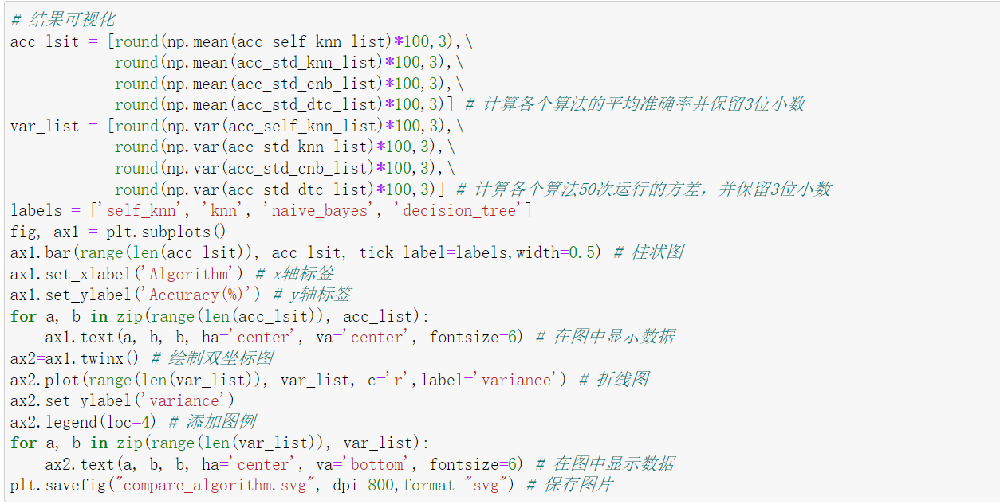 # 结果可视化
acc_lsit = [round(np.mean(acc_self_knn_list)*100,3),\
            round(np.mean(acc_std_knn_list)*100,3),\
            round(np.mean(acc_std_cnb_list)*100,3),\
            round(np.mean(acc_std_dtc_list)*100,3)] # 计算各个算法的平均准确率并保留3位小数
var_list = [round(np.var(acc_self_knn_list)*100,3),\
            round(np.var(acc_std_knn_list)*100,3),\
            round(np.var(acc_std_cnb_list)*100,3),\
            round(np.var(acc_std_dtc_list)*100,3)] # 计算各个算法50次运行的方差，并保留3位小数
labels = ['self_knn', 'knn', 'naive_bayes', 'decision_tree']
fig, ax1 = plt.subplots()
ax1.bar(range(len(acc_lsit)), acc_lsit, tick_label=labels,width=0.5) # 柱状图
ax1.set_xlabel('Algorithm') # x轴标签
ax1.set_ylabel('Accuracy(%)') # y轴标签
for a, b in zip(range(len(acc_lsit)), acc_list):
    ax1.text(a, b, b, ha='center', va='center', fontsize=6) # 在图中显示数据
ax2=ax1.twinx() # 绘制双坐标图
ax2.plot(range(len(var_list)), var_list, c='r',label='variance') # 折线图
ax2.set_ylabel('variance')
ax2.legend(loc=4) # 添加图例
for a, b in zip(range(len(var_list)), var_list):
    ax2.text(a, b, b, ha='center', va='bottom', fontsize=6) # 在图中显示数据
plt.savefig("compare_algorithm.svg", dpi=800,format="svg") # 保存图片